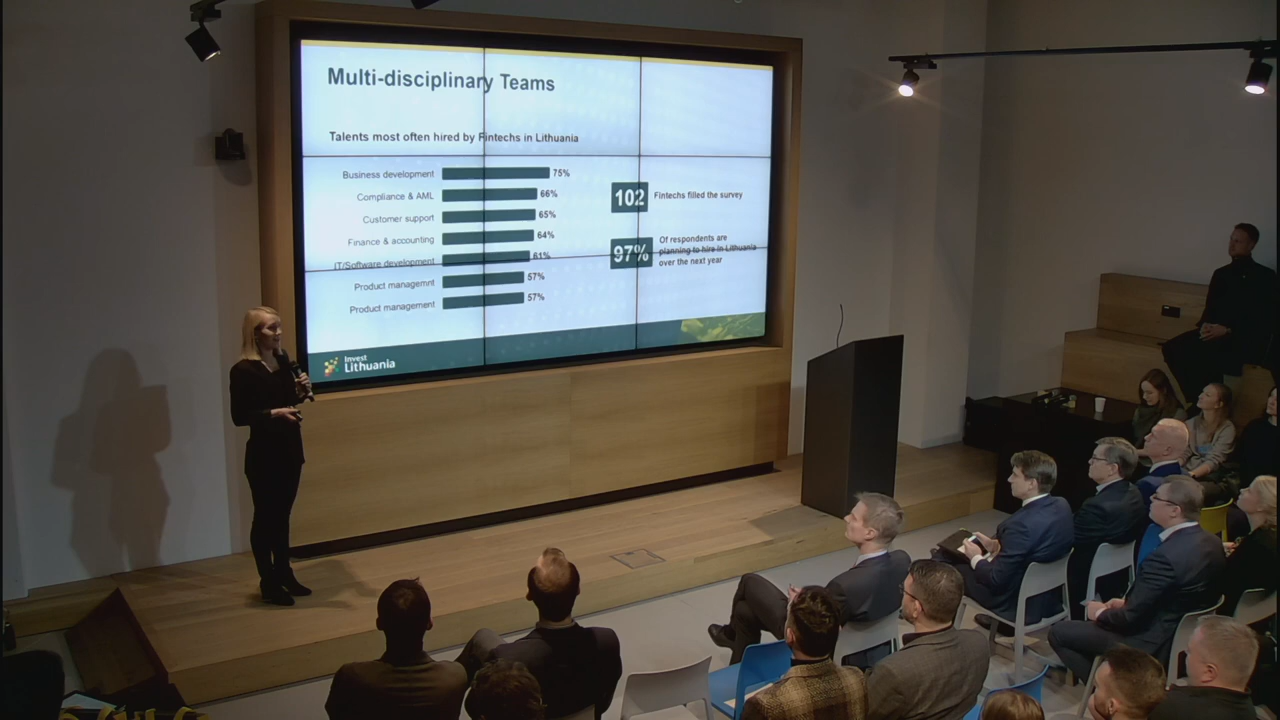 Multi-disciplinary Teams
Talents most often hired by Fintechs in Lithuania
Business development 75%
Compliance & AML 66%
Customer support 65%
Finance & accounting 64%
IT/Software development 61%
Product managemnt 57%
Product management 57%
102 Fintechs filled the survey
97% Of respondents are
planning to hire in Lithuania
over the next year
Invest
Lithuania